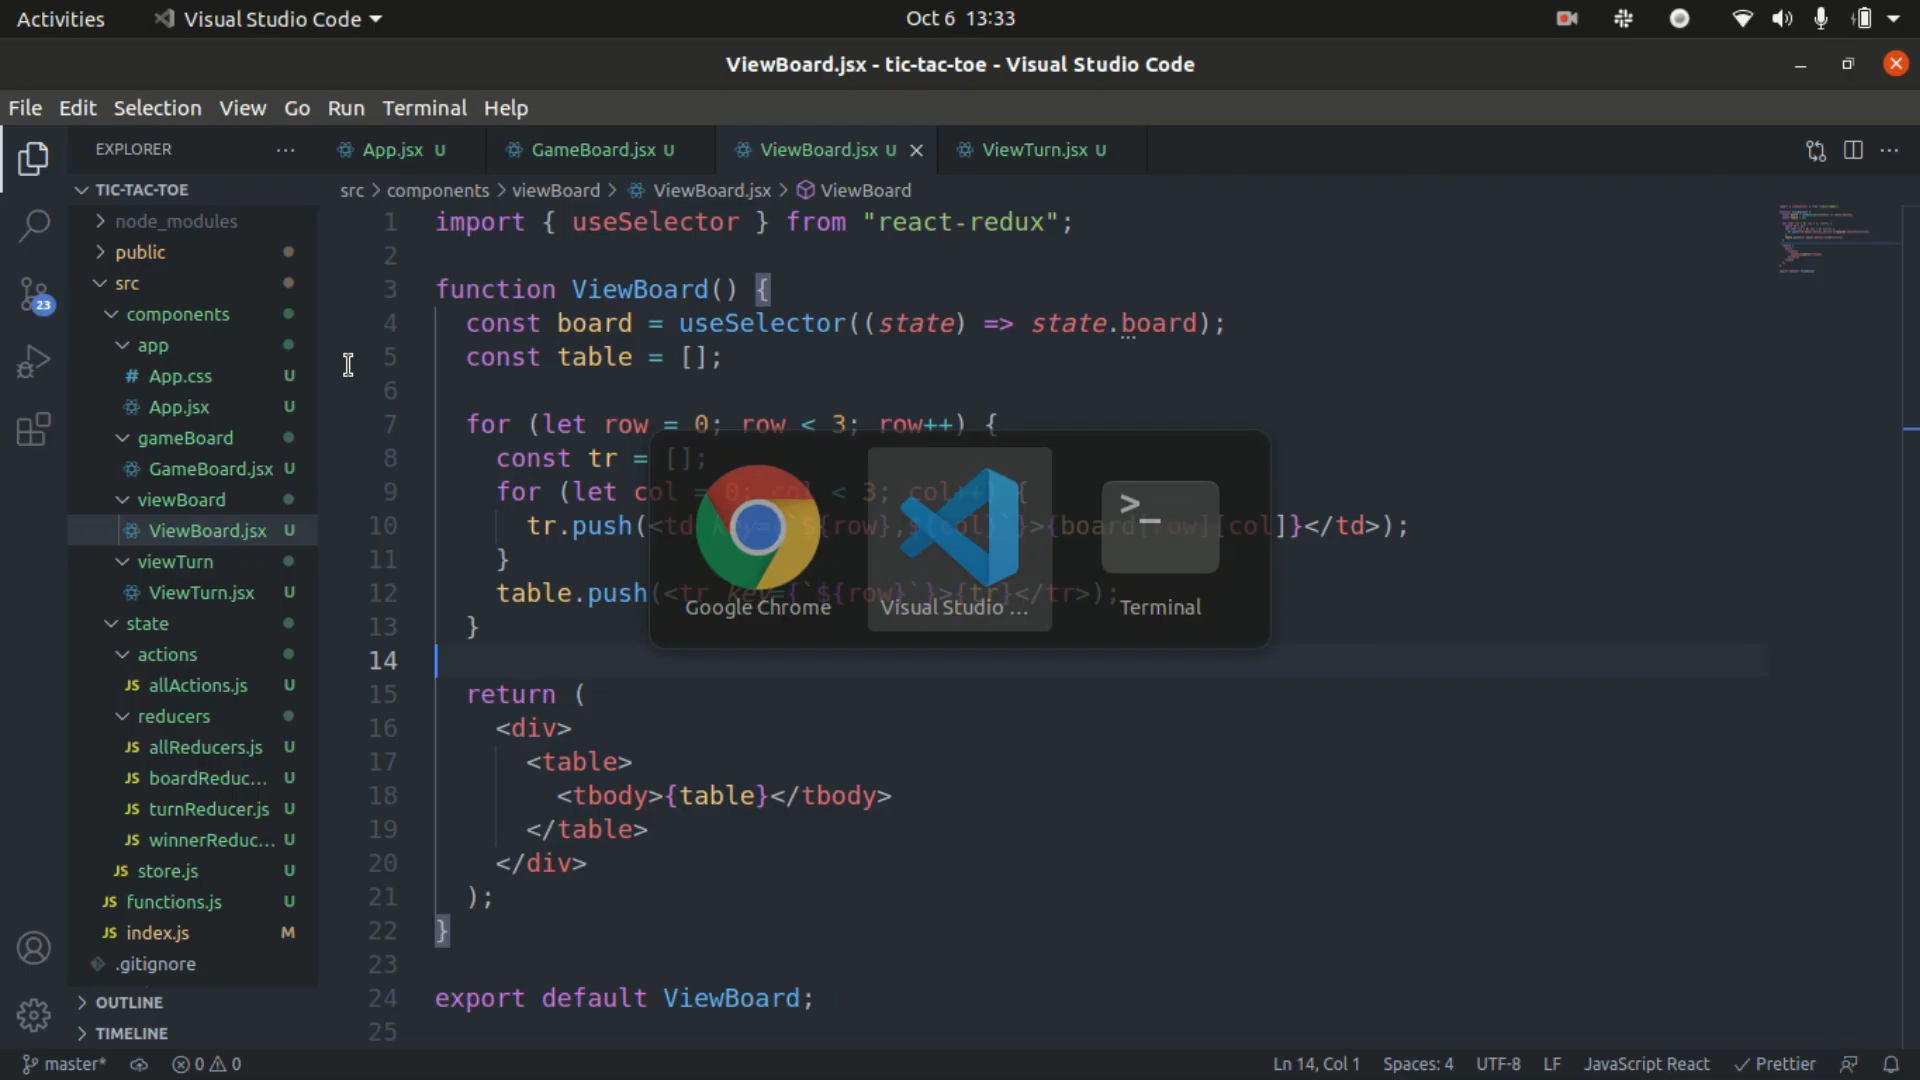 Activities
Visual Studio Code
Oct 6 13:33
ViewBoard.jsx - tic-tac-toe - Visual Studio Code
File Edit Selection View Go Run Terminal Help
EXPLORER
App.jsx U
GameBoard.jsx U
ViewBoard.jsx U
ViewTurn.jsx U
TIC-TAC-TOE
node_modules
public
src
components
app
# App.css U
App.jsx U
gameBoard
GameBoard.jsx U
viewBoard
ViewBoard.jsx U
viewTurn
ViewTurn.jsx U
state
actions
JS allActions.js U
reducers
JS allReducers.js U
JS boardReduc... U
JS turnReducer.js U
JS winnerReduc... U
JS store.js U
JS functions.js U
JS index.js M
.gitignore
OUTLINE
TIMELINE
23
src > components > viewBoard > ViewBoard.jsx > ViewBoard
1 import { useSelector } from "react-redux";
2
3 function ViewBoard() {
4 const board = useSelector((state) => state.board);
5 const table = [];
6
7 for (let row = 0; row < 3; row++) {
8 const tr = [];
9 for (let col = 0; col < 3; col++) {
10 tr.push(<td key={`${row},${col}`}>{board[row][col]}</td>);
11 }
12 table.push(<tr key={`${row}`}>{tr}</tr>);
13 }
14
15 return (
16 <div>
17 <table>
18 <tbody>{table}</tbody>
19 </table>
20 </div>
21 );
22 }
23
24 export default ViewBoard;
25
Google Chrome
Visual Studio ...
>_
Terminal
master*
0 0
Ln 14, Col 1
Spaces: 4
UTF-8
LF
JavaScript React
Prettier